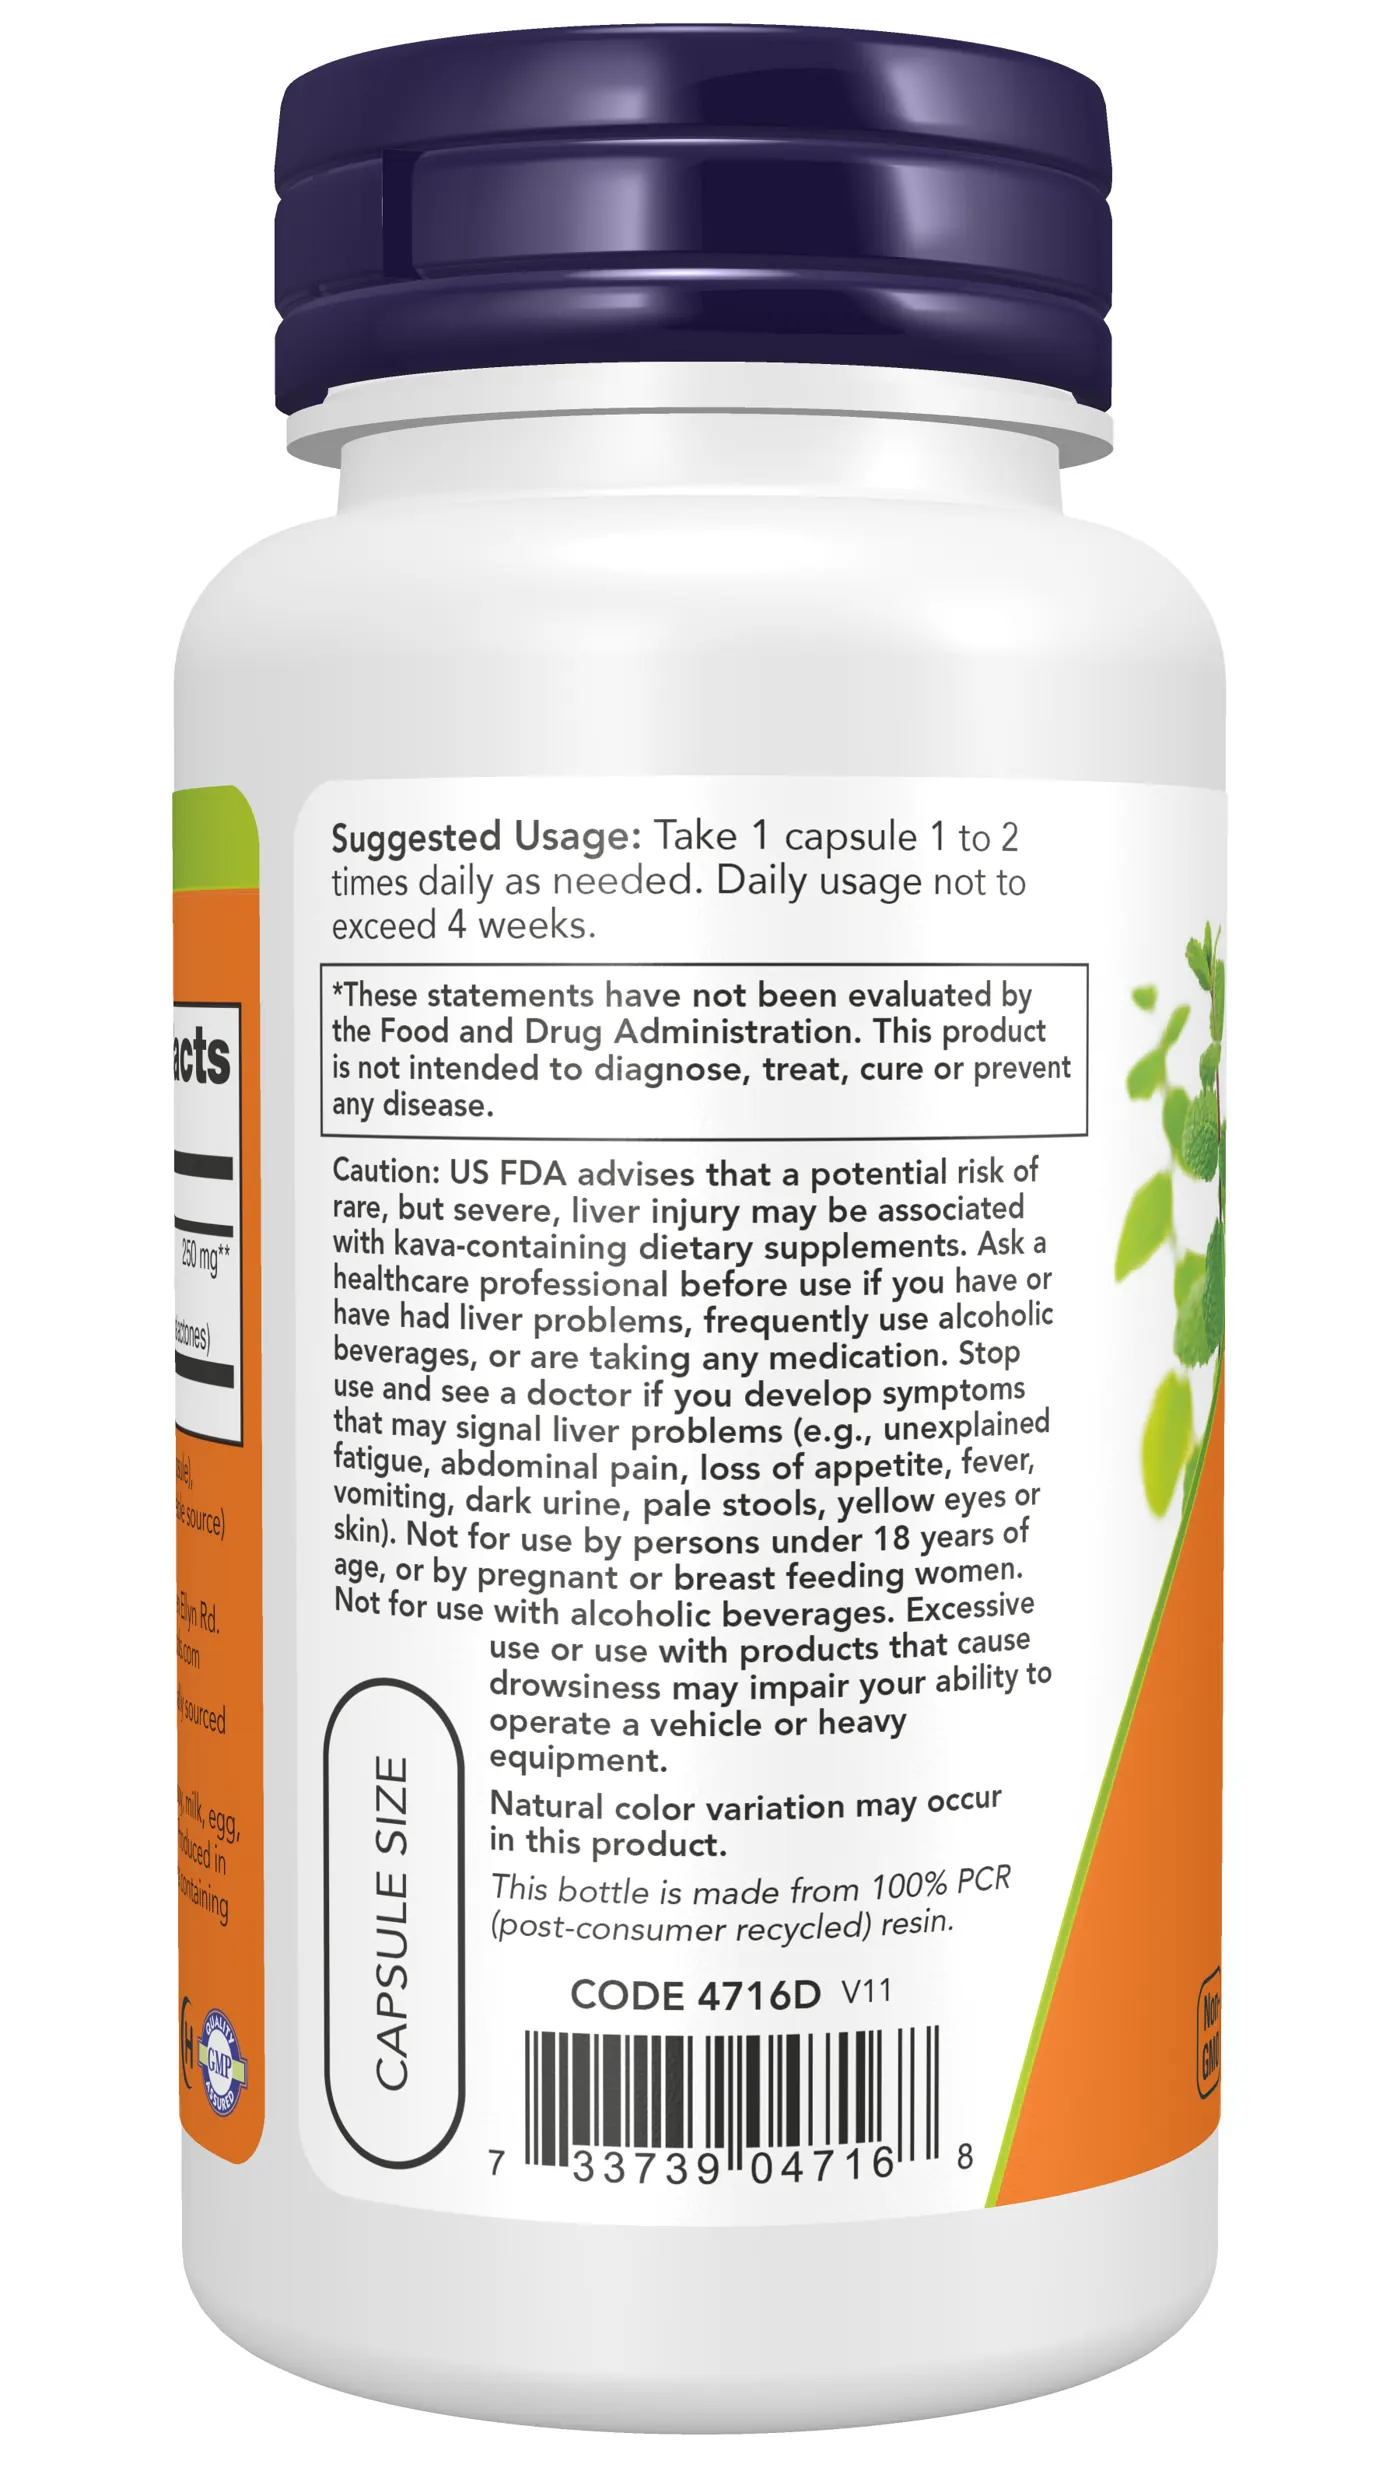 Suggested Usage: Take 1 capsule 1 to 2
times daily as needed. Daily usage not to
exceed 4 weeks.
*These statements have not been evaluated by
the Food and Drug Administration. This product
is not intended to diagnose, treat, cure or prevent
any disease.
Caution: US FDA advises that a potential risk of
rare, but severe, liver injury may be associated
with kava-containing dietary supplements. Ask a
healthcare professional before use if you have or
have had liver problems, frequently use alcoholic
beverages, or are taking any medication. Stop
use and see a doctor if you develop symptoms
that may signal liver problems (e.g., unexplained
fatigue, abdominal pain, loss of appetite, fever,
vomiting, dark urine, pale stools, yellow eyes or
skin). Not for use by persons under 18 years of
age, or by pregnant or breast feeding women.
Not for use with alcoholic beverages. Excessive
use or use with products that cause
drowsiness may impair your ability to
operate a vehicle or heavy
equipment.
Natural color variation may occur
in this product.
This bottle is made from 100% PCR
(post-consumer recycled) resin.
CAPSULE SIZE
CODE 4716D V11
7 33739 04716 8
250 mg**
source)
Rd.
sourced
milk, egg,
in
H
QUALITY
GMP
ASSURED
Non-
GMO